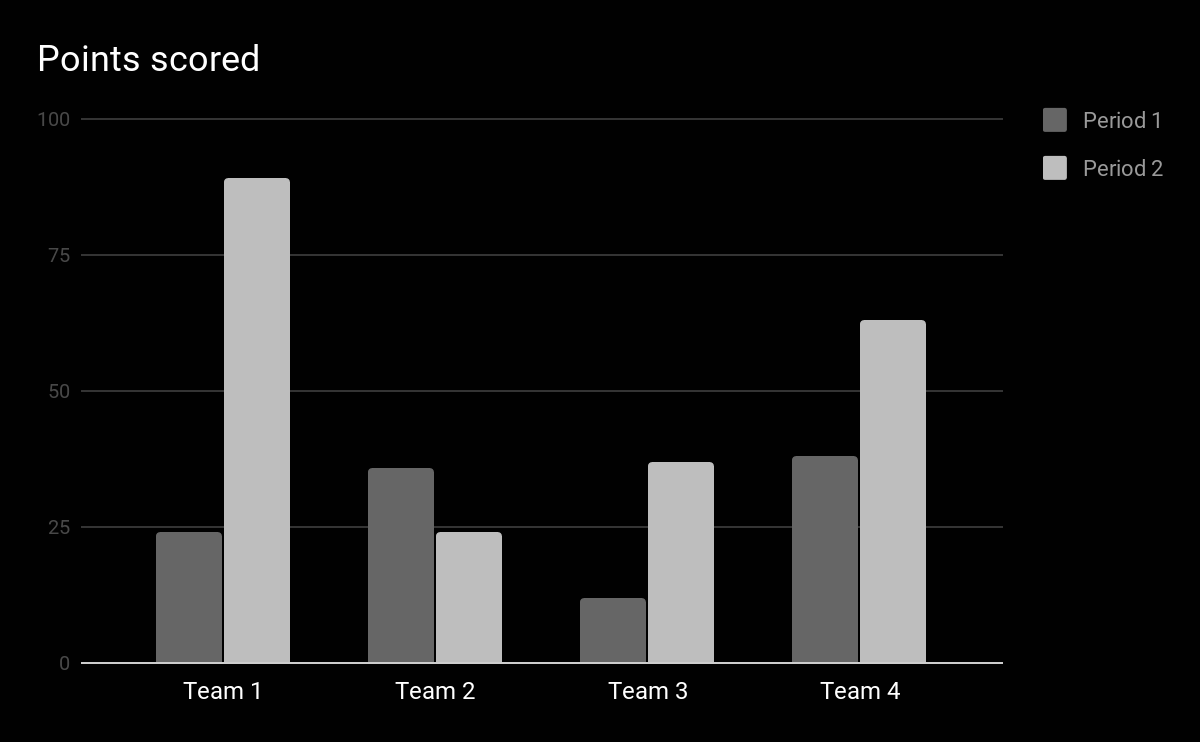 Points scored
100
75
50
25
0
Team 1
Team 2
Team 3
Team 4
Period 1
Period 2